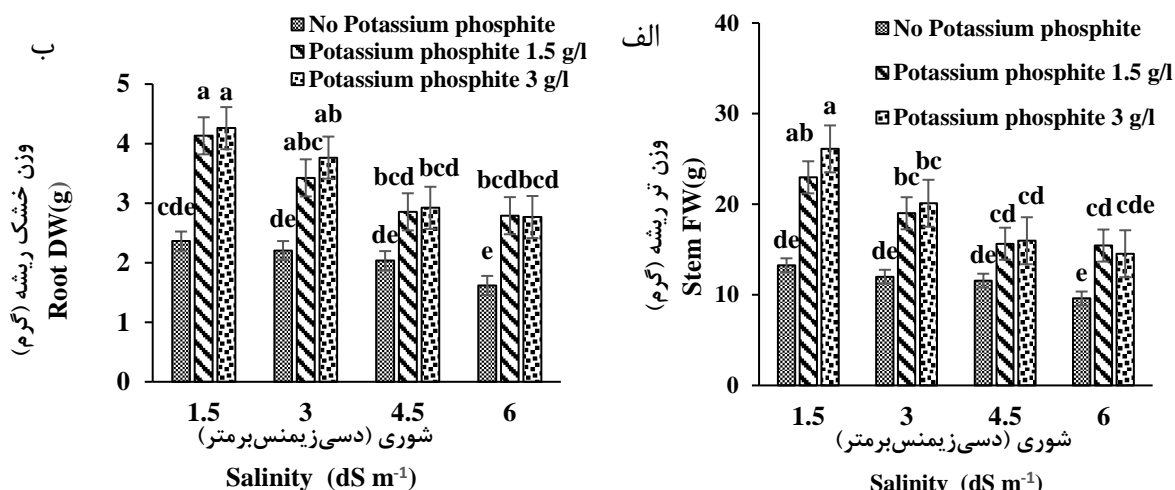 ب
No Potassium phosphite
Potassium phosphite 1.5 g/l
Potassium phosphite 3 g/l
وزن خشک ریشه (گرم)
Root DW(g)
5
4
3
2
1
0
cde
a
a
de
abc
ab
de
bcd
bcd
e
bcd
bcd
1.5
3
4.5
6
شوری (دسی‌زیمنس‌برمتر)
Salinity (dS m-1)
الف
No Potassium phosphite
Potassium phosphite 1.5 g/l
Potassium phosphite 3 g/l
وزن تر ریشه (گرم)
Stem FW(g)
40
30
20
10
0
de
ab
a
de
bc
bc
de
cd
cd
e
cd
cde
1.5
3
4.5
6
شوری (دسی‌زیمنس‌برمتر)
Salinity (dS m-1)